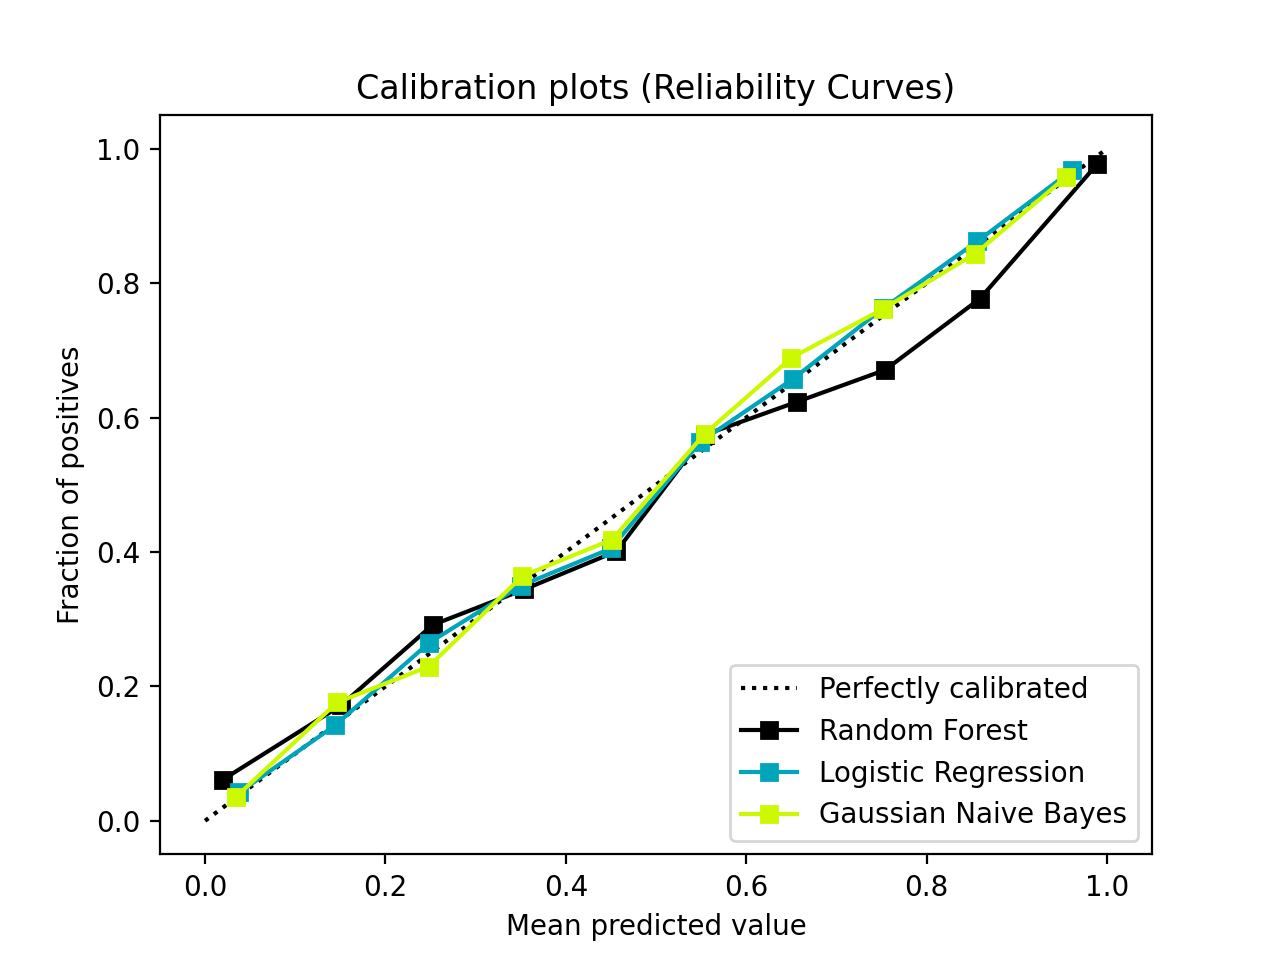 Calibration plots (Reliability Curves)
1.0
0.8
0.6
0.4
0.2
0.0
Fraction of positives
Perfectly calibrated
Random Forest
Logistic Regression
Gaussian Naive Bayes
0.0 0.2 0.4 0.6 0.8 1.0
Mean predicted value